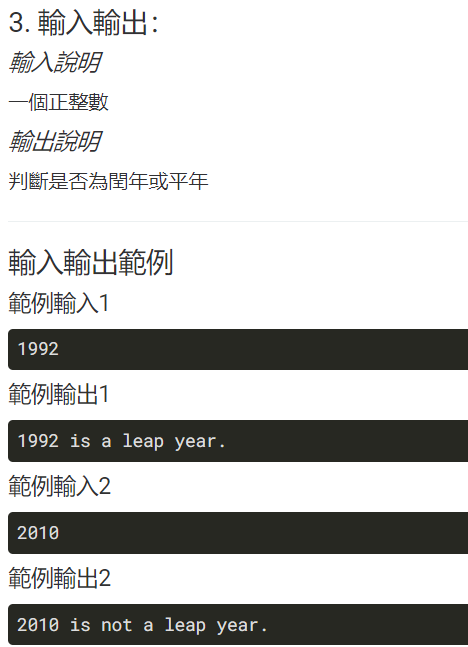 3. 輸入輸出：
輸入說明
一個正整數
輸出說明
判斷是否為閏年或平年
輸入輸出範例
範例輸入1
1992
範例輸出1
1992 is a leap year.
範例輸入2
2010
範例輸出2
2010 is not a leap year.